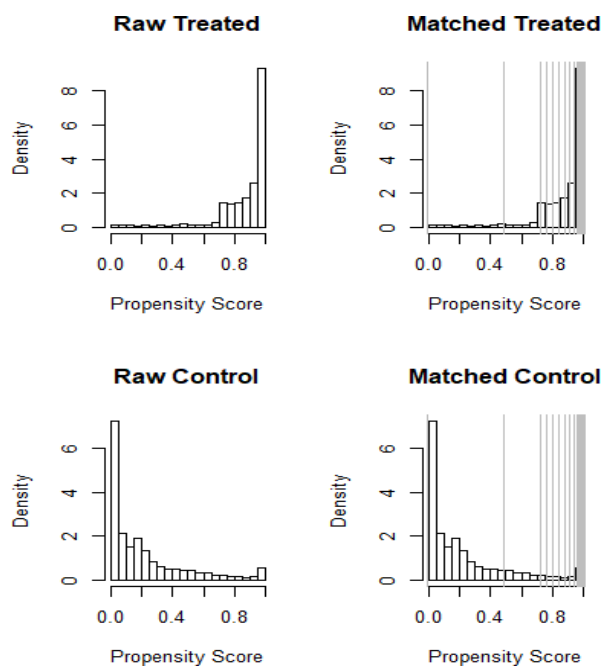 Raw Treated
Density
0 2 4 6 8
0.0 0.4 0.8
Propensity Score
Matched Treated
Density
0 2 4 6 8
0.0 0.4 0.8
Propensity Score
Raw Control
Density
0 2 4 6
0.0 0.4 0.8
Propensity Score
Matched Control
Density
0 2 4 6
0.0 0.4 0.8
Propensity Score